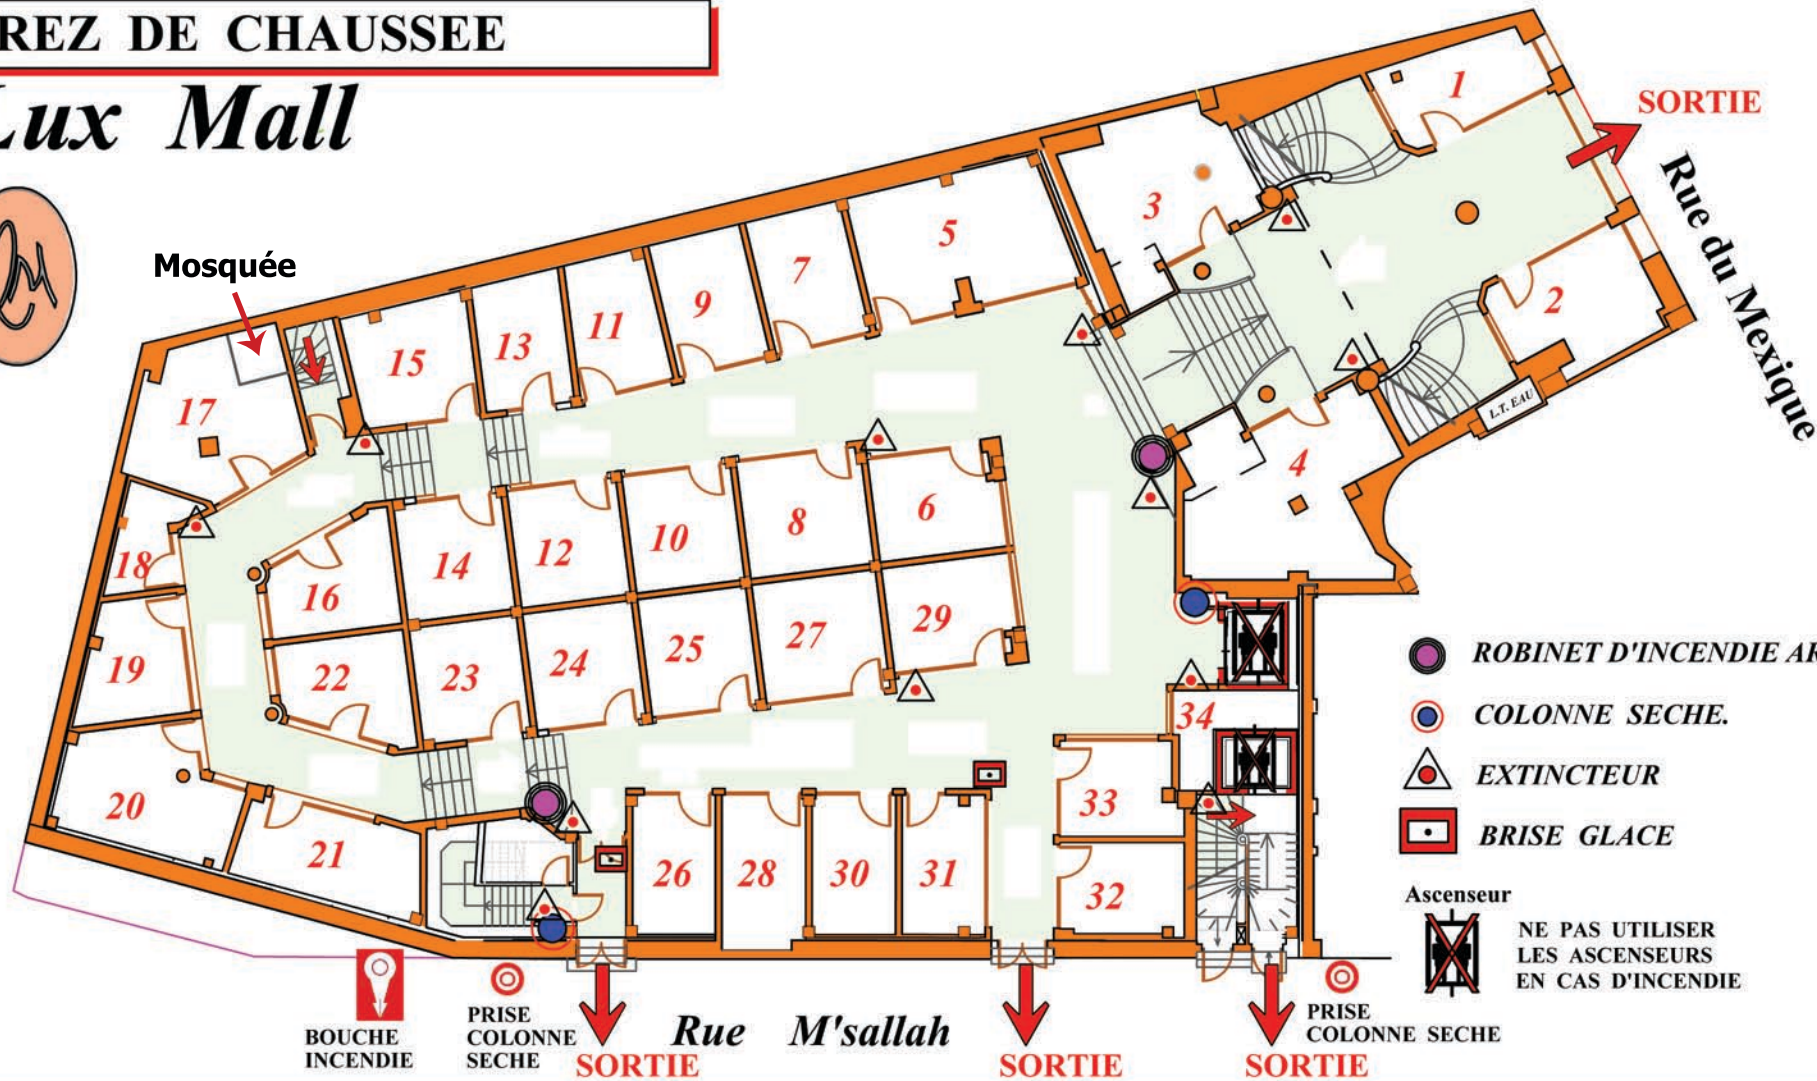 REZ DE CHAUSSEE
Lux Mall
Mosquée
SORTIE
Rue du Mexique
L.T. EAU
1
2
3
4
5
7
9
11
13
15
17
18
19
20
21
16
14
12
10
8
6
22
23
24
25
27
29
26
28
30
31
32
33
34
ROBINET D'INCENDIE AR
COLONNE SECHE.
EXTINCTEUR
BRISE GLACE
Ascenseur
NE PAS UTILISER
LES ASCENSEURS
EN CAS D'INCENDIE
BOUCHE
INCENDIE
PRISE
COLONNE
SECHE
SORTIE
Rue M'sallah
SORTIE
SORTIE
PRISE
COLONNE SECHE